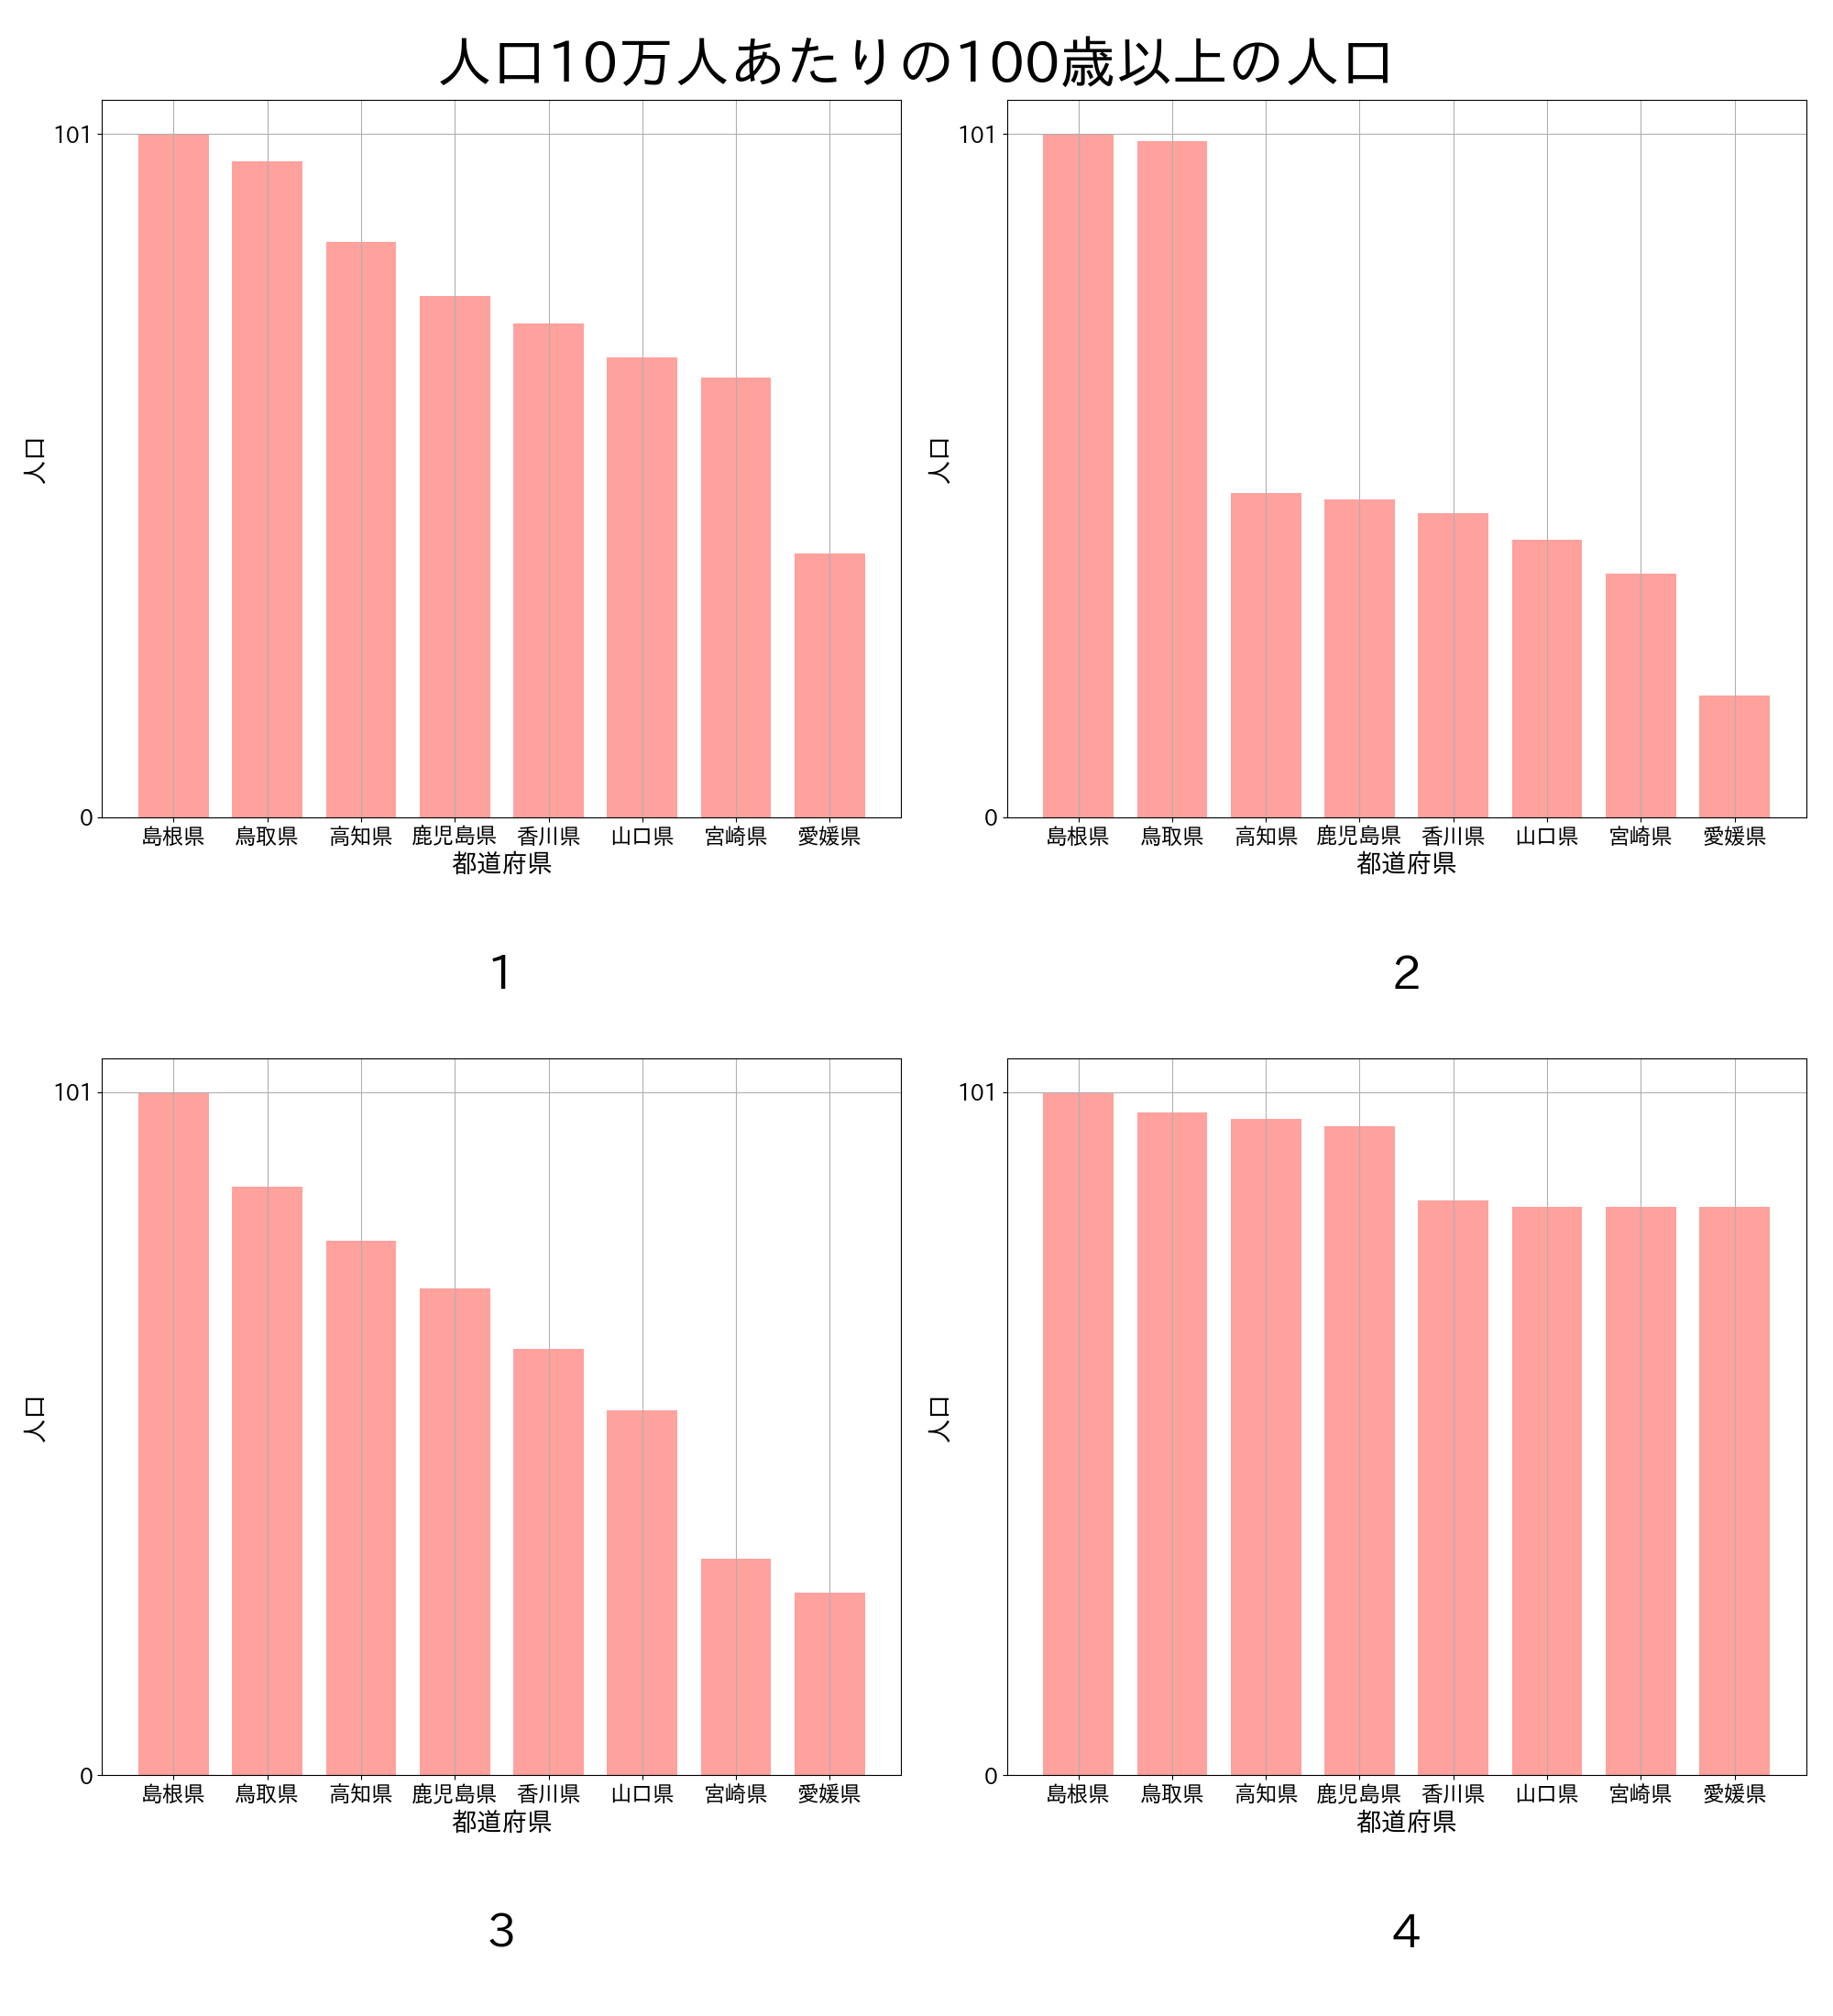 人口10万人あたりの100歳以上の人口
101
人口
0
島根県 鳥取県 高知県 鹿児島県 香川県 山口県 宮崎県 愛媛県
都道府県
1
101
人口
0
島根県 鳥取県 高知県 鹿児島県 香川県 山口県 宮崎県 愛媛県
都道府県
2
101
人口
0
島根県 鳥取県 高知県 鹿児島県 香川県 山口県 宮崎県 愛媛県
都道府県
3
101
人口
0
島根県 鳥取県 高知県 鹿児島県 香川県 山口県 宮崎県 愛媛県
都道府県
4